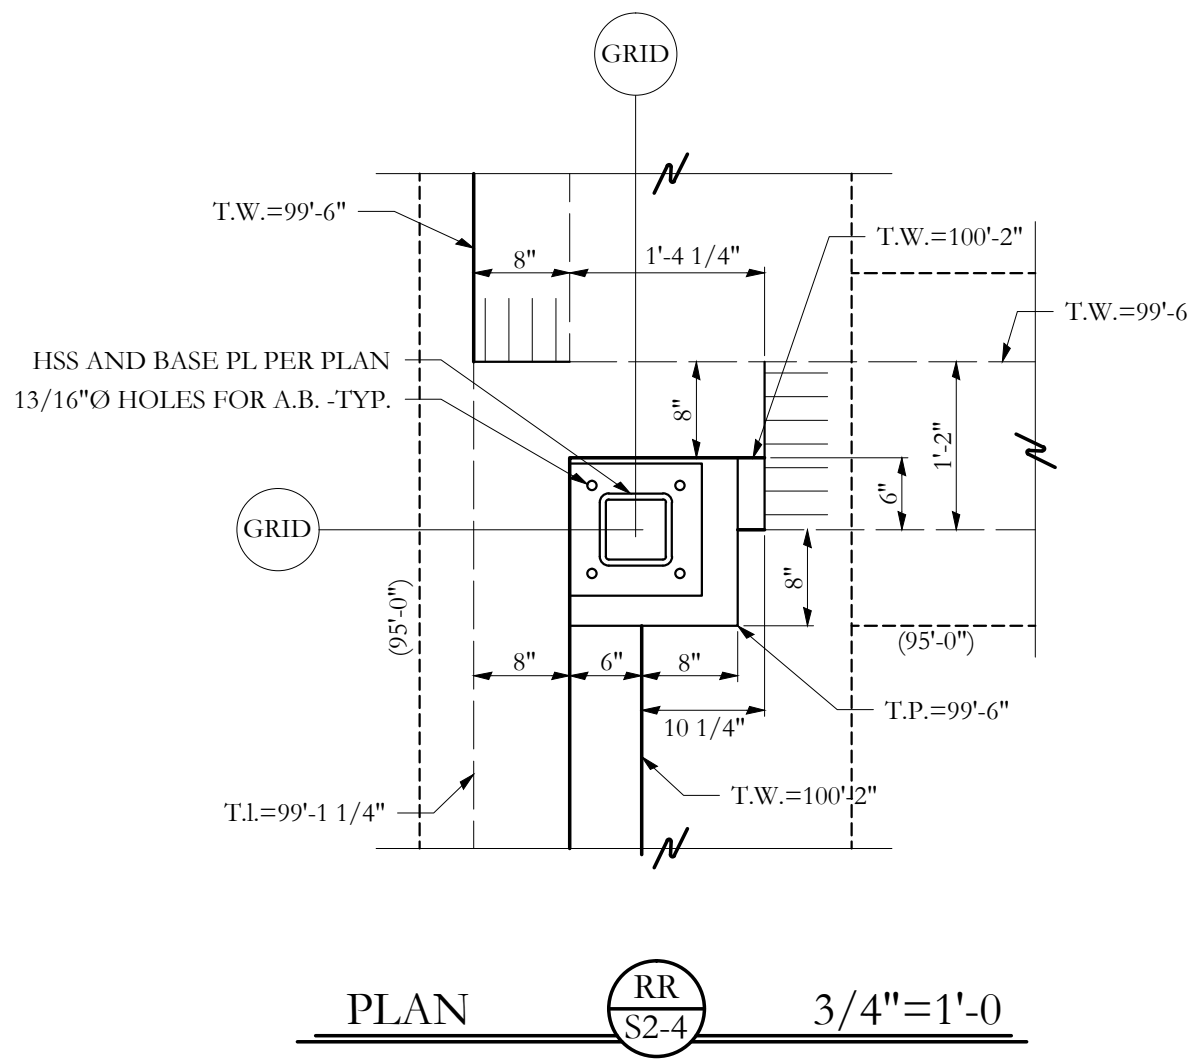 GRID
T.W.=99'-6"
T.W.=100'-2"
8"
1'-4 1/4"
T.W.=99'-6
HSS AND BASE PL PER PLAN
13/16"Ø HOLES FOR A.B. -TYP.
8"
1'-2"
6"
GRID
8"
(95'-0")
(95'-0")
8"
6"
8"
T.P.=99'-6"
10 1/4"
T.W.=100'-2"
T.l.=99'-1 1/4"
RR
PLAN
3/4"=1'-0
S2-4